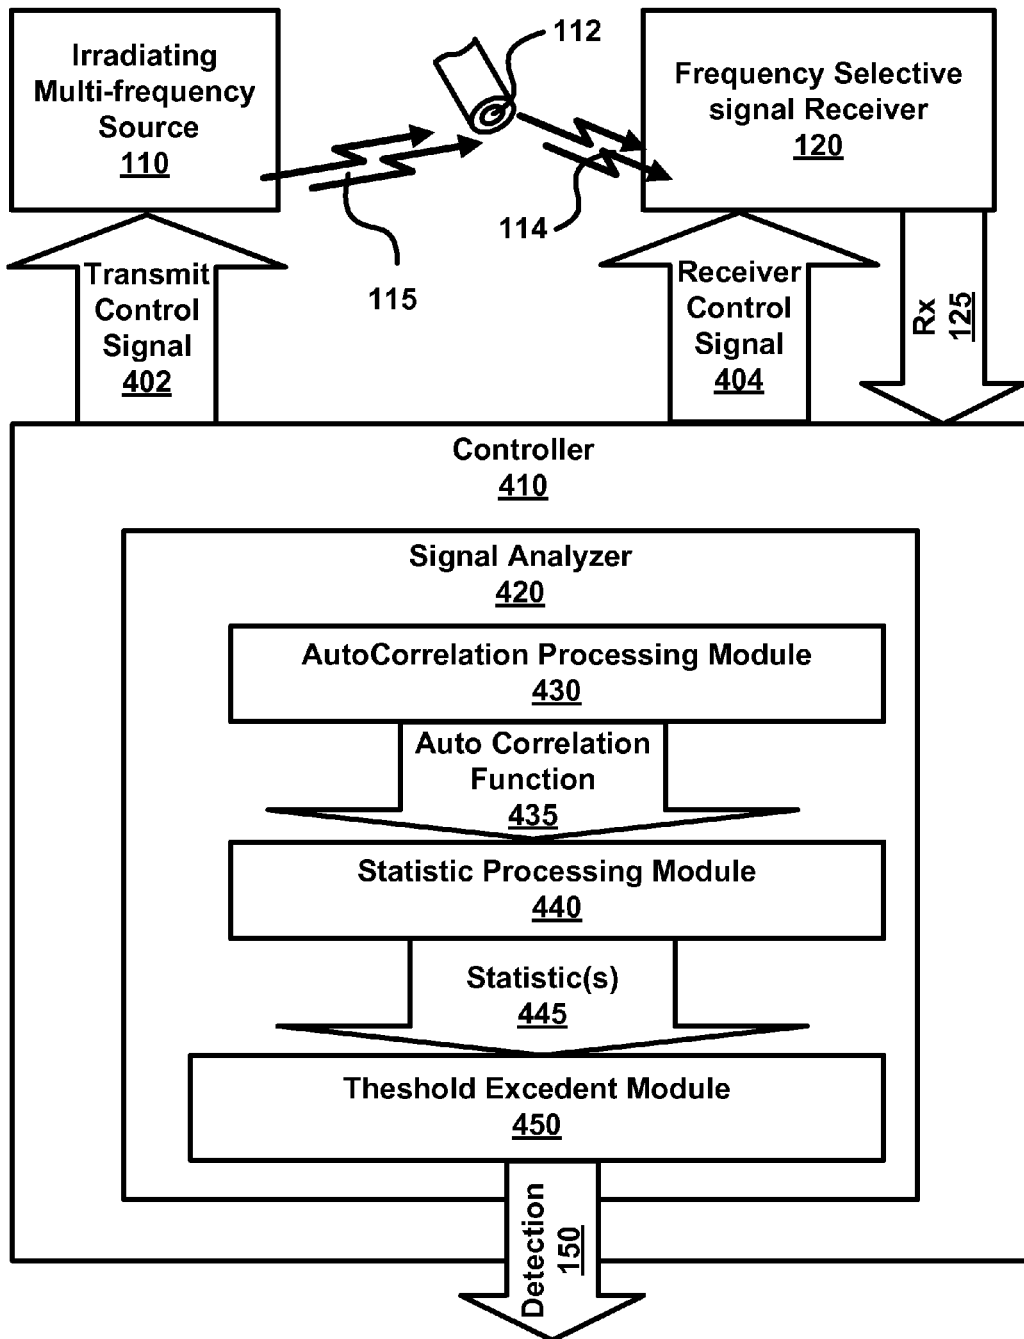 Irradiating
Multi-frequency
Source
110
112
Frequency Selective
signal Receiver
120
115
114
Transmit
Control
Signal
402
Receiver
Control
Signal
404
Rx
125
Controller
410
Signal Analyzer
420
AutoCorrelation Processing Module
430
Auto Correlation
Function
435
Statistic Processing Module
440
Statistic(s)
445
Theshold Excedent Module
450
Detection
150